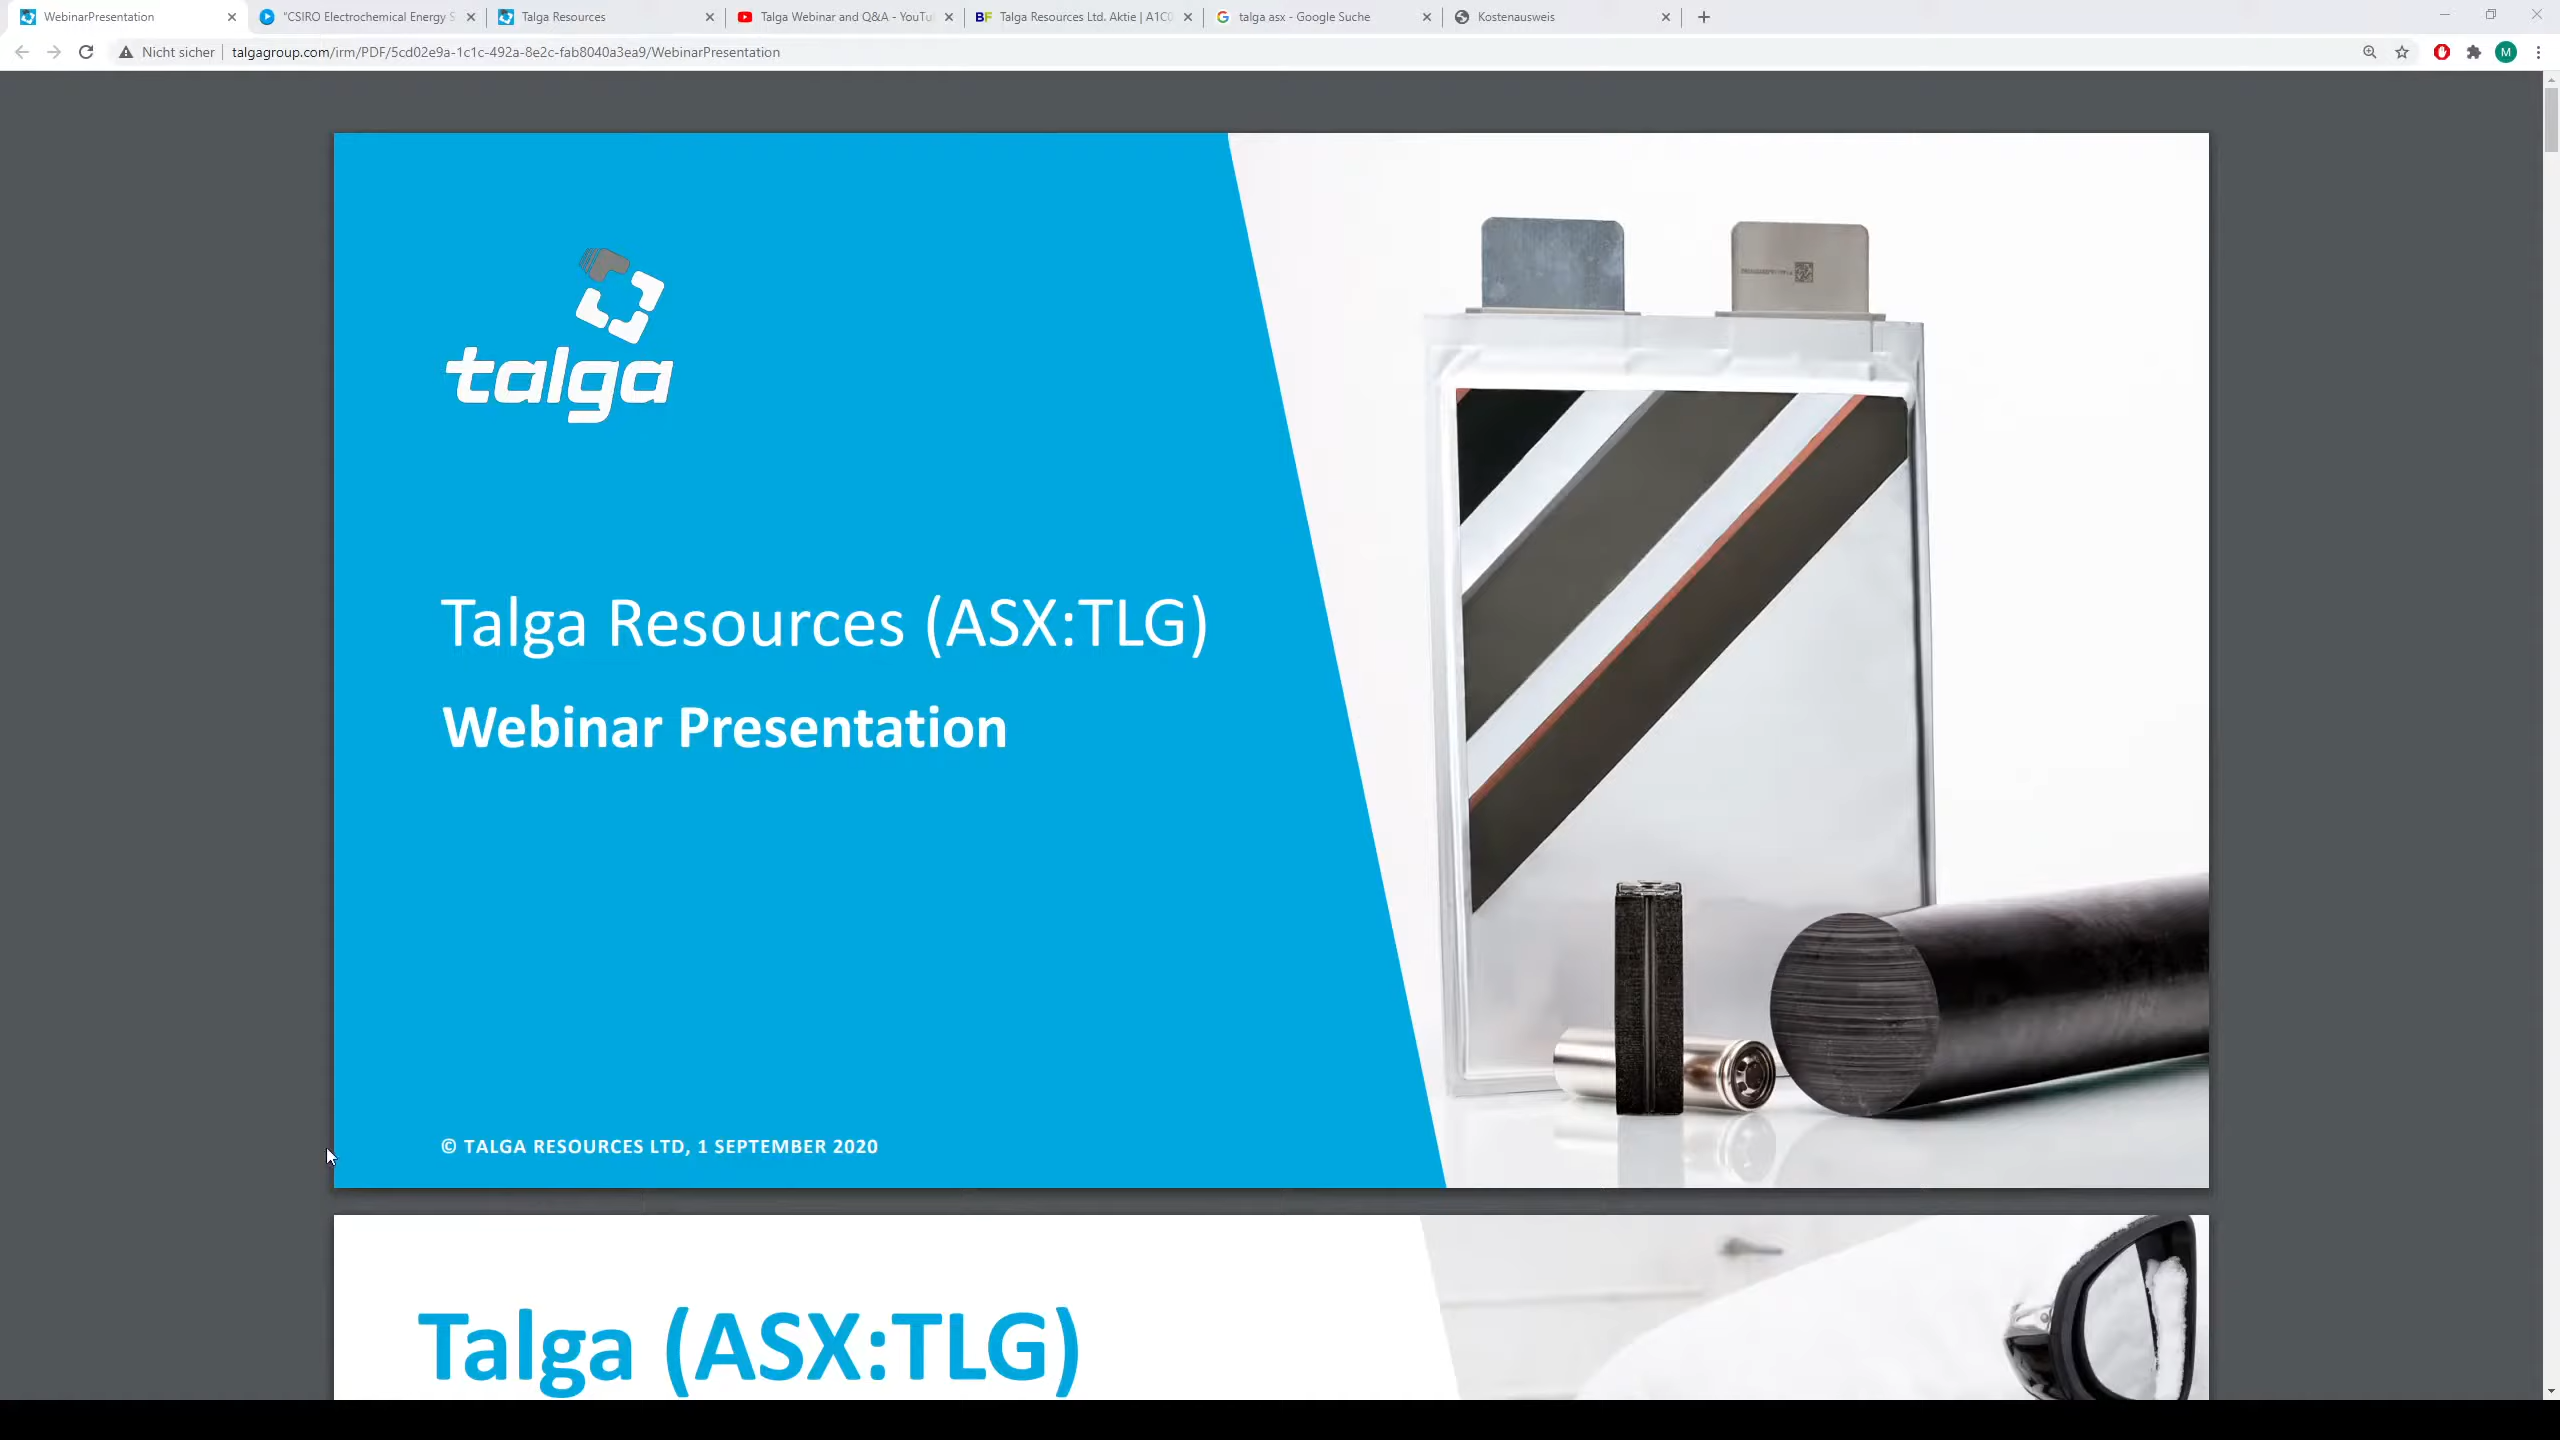 WebinarPresentation
"CSIRO Electrochemical Energy S
Talga Resources
Talga Webinar and Q&A - YouTu
BF Talga Resources Ltd. Aktie | A1C0
talga asx - Google Suche
Kostenausweis
Nicht sicher
talgagroup.com/irm/PDF/5cd02e9a-1c1c-492a-8e2c-fab8040a3ea9/WebinarPresentation
M
talga
Talga Resources (ASX:TLG)
Webinar Presentation
© TALGA RESOURCES LTD, 1 SEPTEMBER 2020
Talga (ASX:TLG)